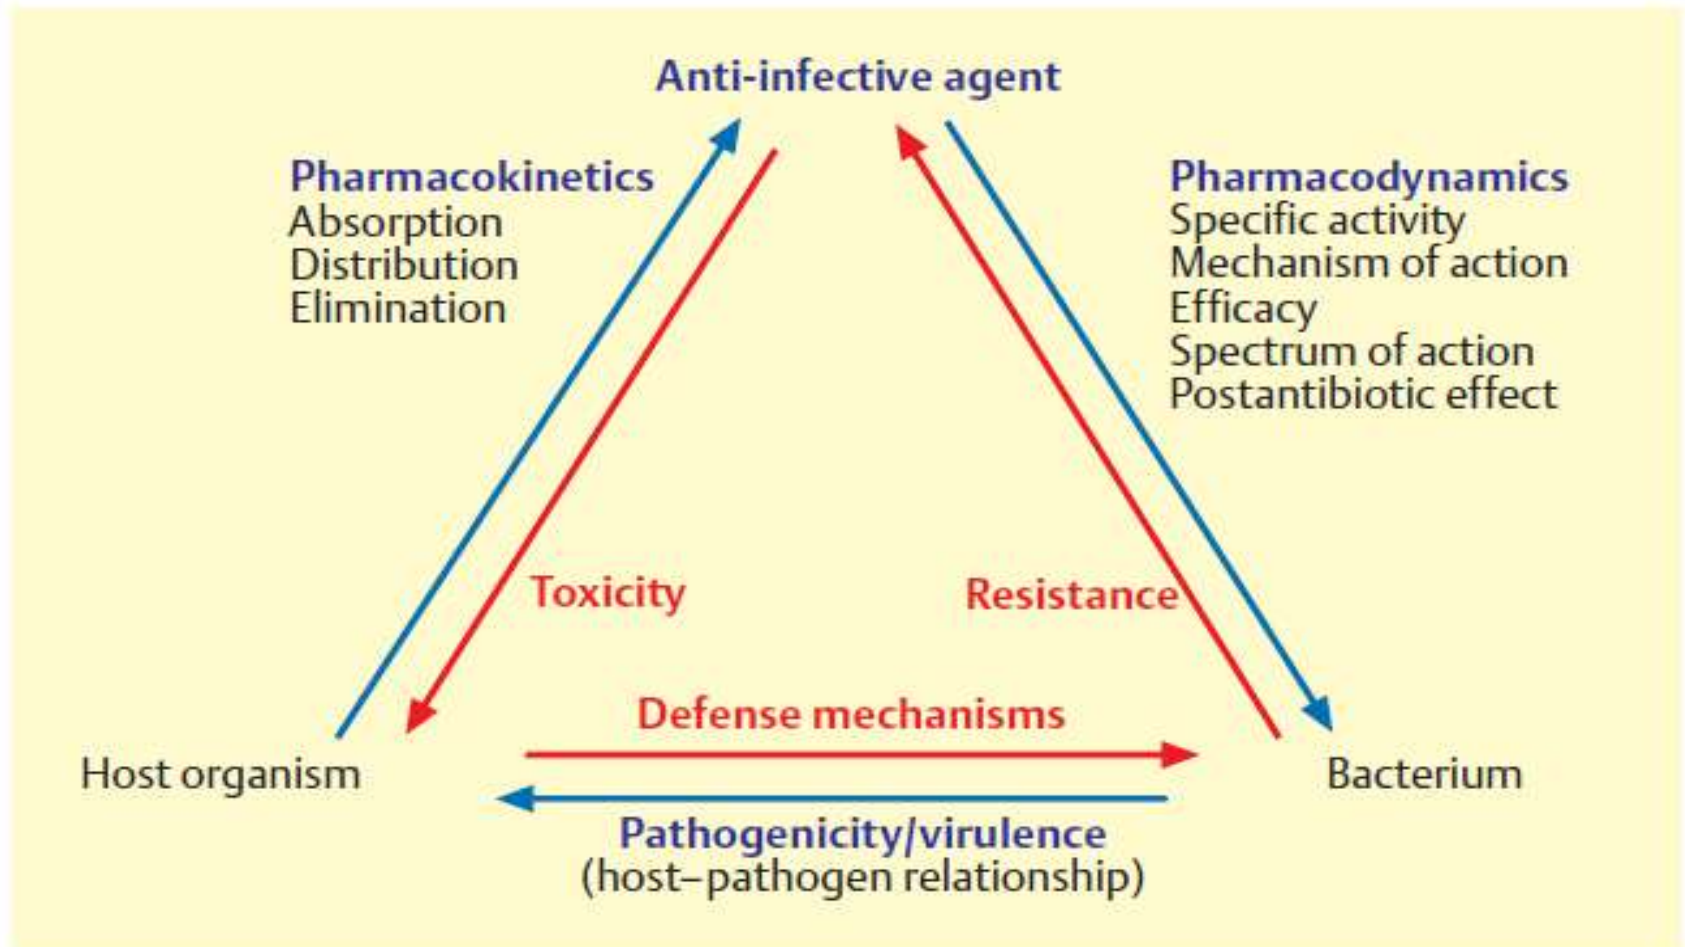 Anti-infective agent
Pharmacokinetics
Absorption
Distribution
Elimination
Pharmacodynamics
Specific activity
Mechanism of action
Efficacy
Spectrum of action
Postantibiotic effect
Toxicity
Resistance
Defense mechanisms
Host organism
Bacterium
Pathogenicity/virulence
(host–pathogen relationship)